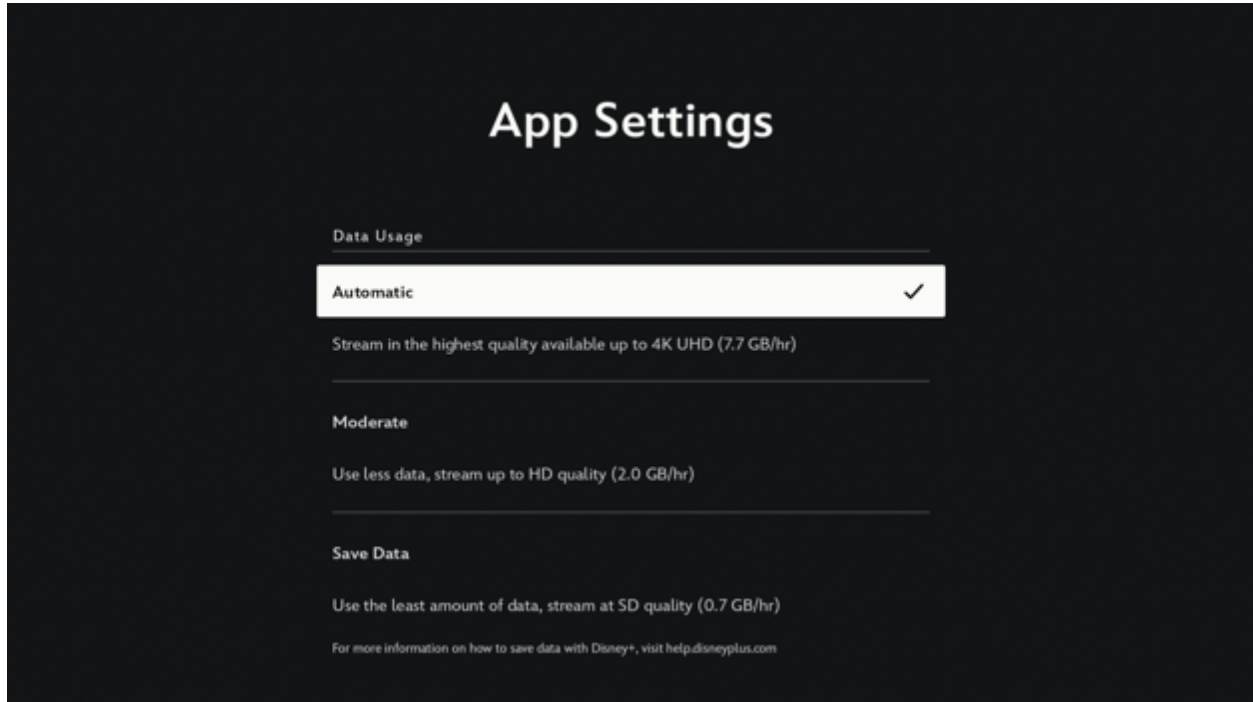 App Settings
Data Usage
Automatic
Stream in the highest quality available up to 4K UHD (7.7 GB/hr)
Moderate
Use less data, stream up to HD quality (2.0 GB/hr)
Save Data
Use the least amount of data, stream at SD quality (0.7 GB/hr)
For more information on how to save data with Disney+, visit help.disneyplus.com